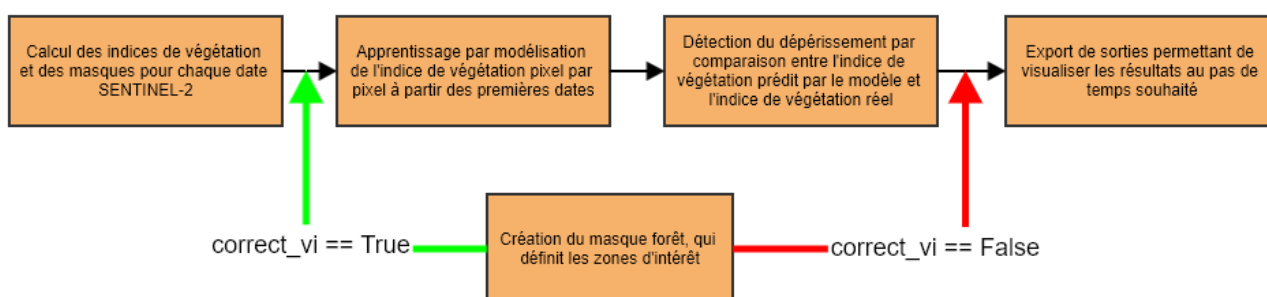 Calcul des indices de végétation
et des masques pour chaque date
SENTINEL-2
Apprentissage par modélisation
de l'indice de végétation pixel par
pixel à partir des premières dates
Détection du dépérissement par
comparaison entre l'indice de
végétation prédit par le modèle et
l'indice de végétation réel
Export de sorties permettant de
visualiser les résultats au pas de
temps souhaité
correct_vi == True
Création du masque forêt, qui
définit les zones d'intérêt
correct_vi == False